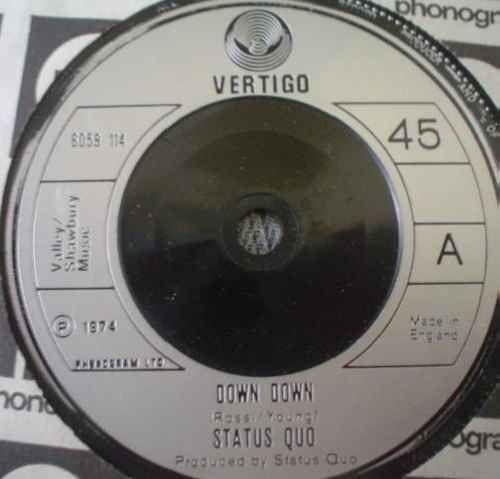 phonogr
VERTIGO
6059 114
45
Valley/
Shawbury
Music
A
℗ 1974
Made in
England
PHONOGRAM LTD
DOWN DOWN
(Rossi/Young)
STATUS QUO
Produced by Status Quo
phono
phonogra